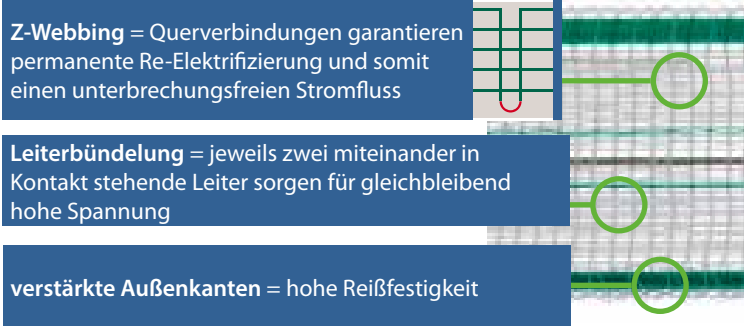 Z-Webbing = Querverbindungen garantieren
permanente Re-Elektrifizierung und somit
einen unterbrechungsfreien Stromfluss
Leiterbündelung = jeweils zwei miteinander in
Kontakt stehende Leiter sorgen für gleichbleibend
hohe Spannung
verstärkte Außenkanten = hohe Reißfestigkeit